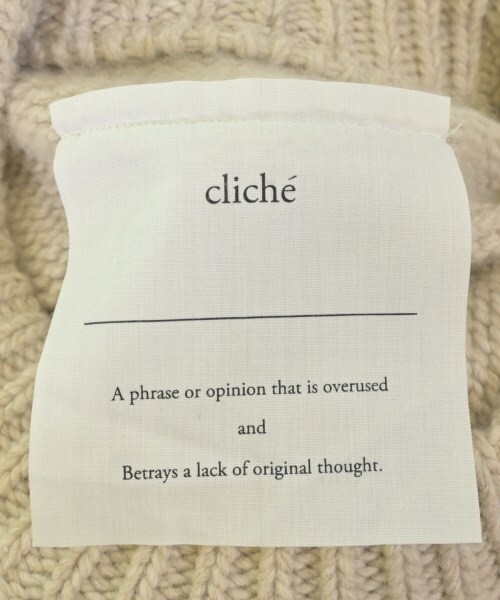 cliché
A phrase or opinion that is overused
and
Betrays a lack of original thought.